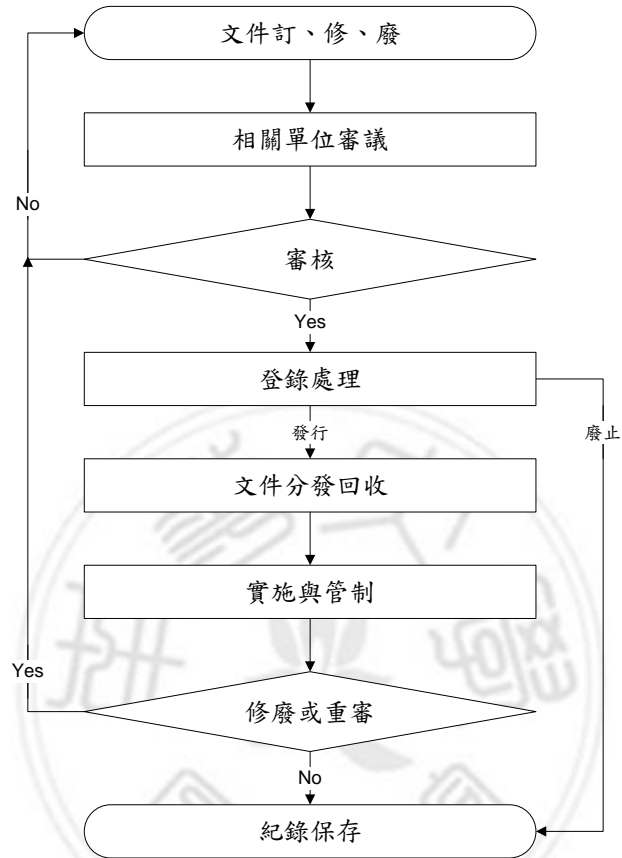 文件訂、修、廢
相關單位審議
No
審核
Yes
登錄處理
發行
廢止
文件分發回收
實施與管制
Yes
修廢或重審
No
紀錄保存